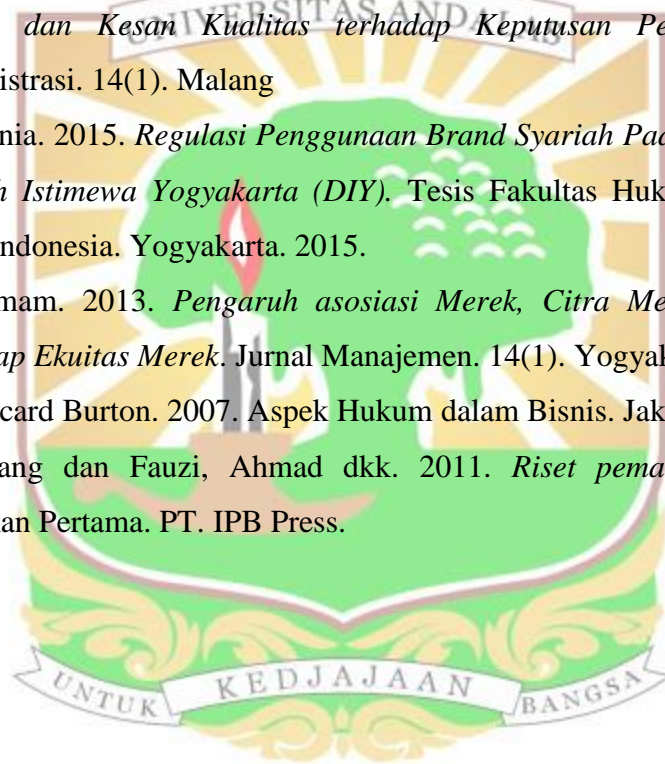 UNIVERSITAS ANDALAS
dan Kesan Kualitas terhadap Keputusan Pe
istrasi. 14(1). Malang
nia. 2015. Regulasi Penggunaan Brand Syariah Pad
h Istimewa Yogyakarta (DIY). Tesis Fakultas Huk
ndonesia. Yogyakarta. 2015.
mam. 2013. Pengaruh asosiasi Merek, Citra Me
ap Ekuitas Merek. Jurnal Manajemen. 14(1). Yogyak
card Burton. 2007. Aspek Hukum dalam Bisnis. Jak
ang dan Fauzi, Ahmad dkk. 2011. Riset pema
an Pertama. PT. IPB Press.
UNTUK KEDJAJAAN BANGSA